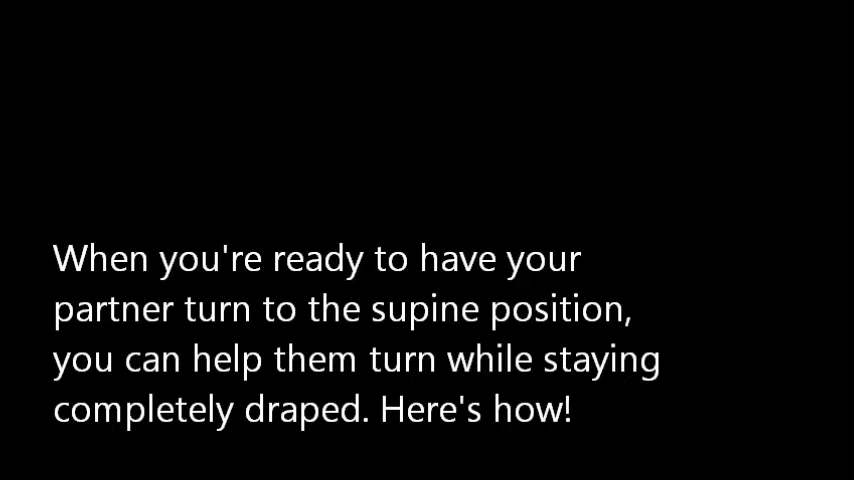 When you're ready to have your
partner turn to the supine position,
you can help them turn while staying
completely draped. Here's how!